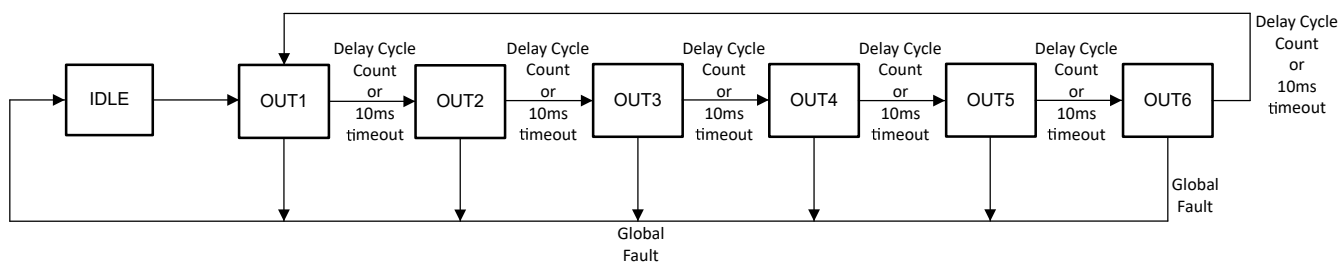 IDLE
OUT1
Delay Cycle
Count
or
10ms
timeout
OUT2
Delay Cycle
Count
or
10ms
timeout
OUT3
Delay Cycle
Count
or
10ms
timeout
OUT4
Delay Cycle
Count
or
10ms
timeout
OUT5
Delay Cycle
Count
or
10ms
timeout
OUT6
Delay Cycle
Count
or
10ms
timeout
Global
Fault
Global
Fault